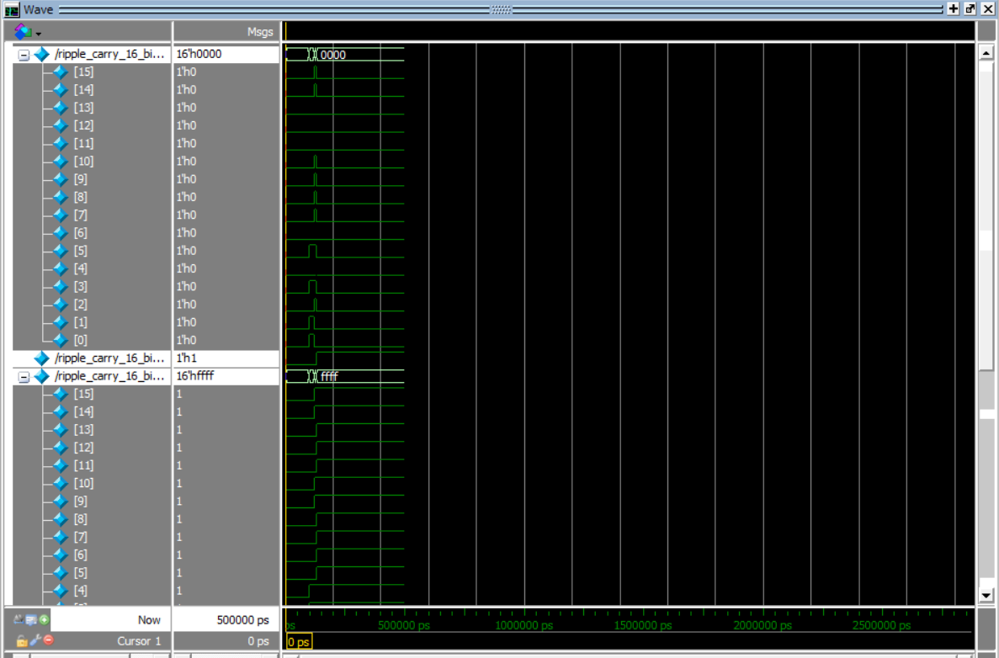 Wave
Msgs
/ripple_carry_16_bi... 16'h0000 0000
[15] 1'h0
[14] 1'h0
[13] 1'h0
[12] 1'h0
[11] 1'h0
[10] 1'h0
[9] 1'h0
[8] 1'h0
[7] 1'h0
[6] 1'h0
[5] 1'h0
[4] 1'h0
[3] 1'h0
[2] 1'h0
[1] 1'h0
[0] 1'h0
/ripple_carry_16_bi... 1'h1
/ripple_carry_16_bi... 16'hffff ffff
[15] 1
[14] 1
[13] 1
[12] 1
[11] 1
[10] 1
[9] 1
[8] 1
[7] 1
[6] 1
[5] 1
[4] 1
Now 500000 ps ps 500000 ps 1000000 ps 1500000 ps 2000000 ps 2500000 ps
Cursor 1 0 ps 0 ps